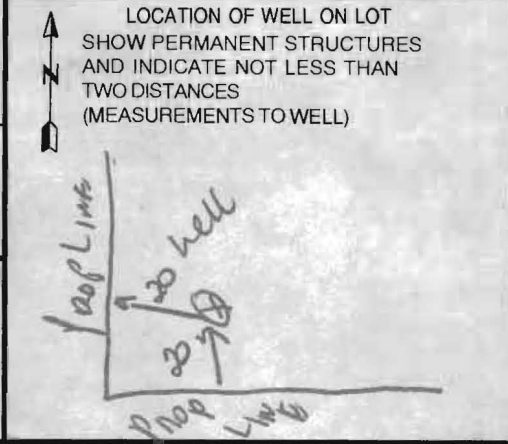 LOCATION OF WELL ON LOT
SHOW PERMANENT STRUCTURES
AND INDICATE NOT LESS THAN
TWO DISTANCES
(MEASUREMENTS TO WELL)
N
PROP LINE
20 Well
20
PROP LINE